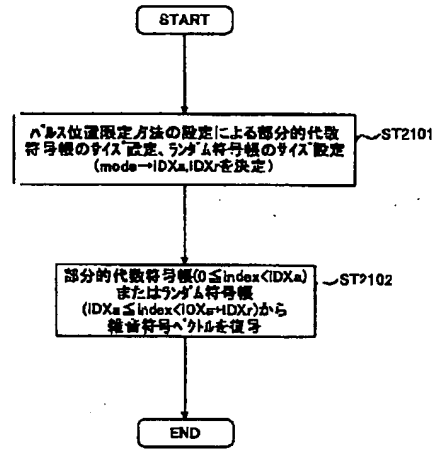 START
パルス位置限定方法の設定による部分的代数
符号帳のサイズ設定、ランダム符号帳のサイズ設定
(mode→IDXa,IDXrを決定)
ST2101
部分的代数符号帳(0≦index<IDXa)
またはランダム符号帳
(IDXa≦index<IDXa+IDXr)から
雑音符号ベクトルを復号
ST2102
END